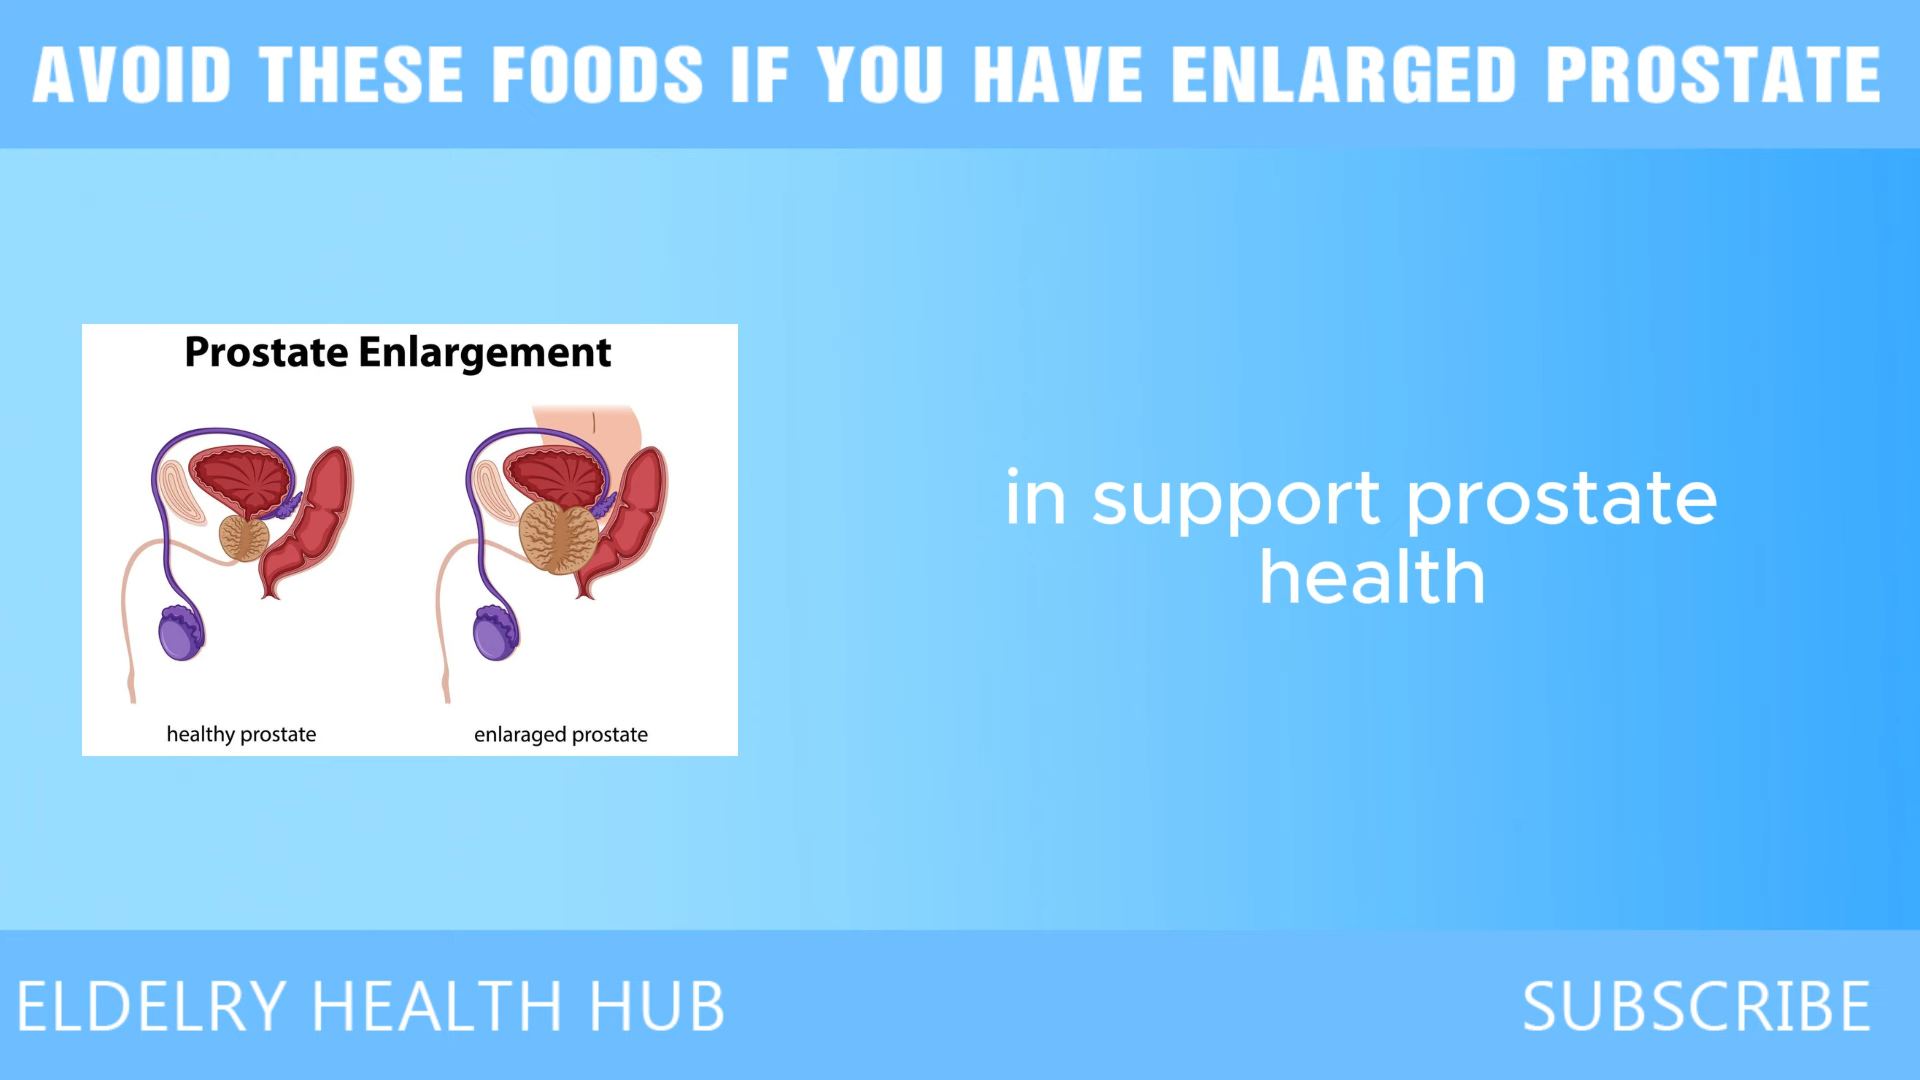 AVOID THESE FOODS IF YOU HAVE ENLARGED PROSTATE
Prostate Enlargement
healthy prostate
enlaraged prostate
in support prostate
health
ELDELRY HEALTH HUB
SUBSCRIBE